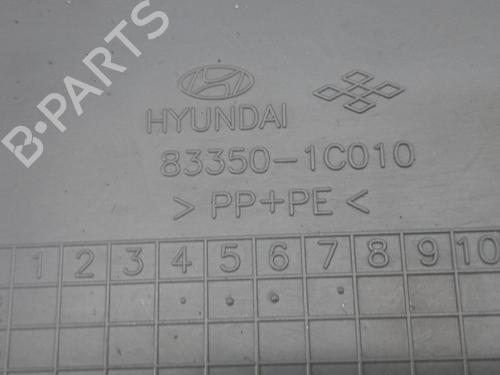 B-PARTS
HYUNDAI
83350-1C010
> PP+PE <
1 2 3 4 5 6 7 8 9 10